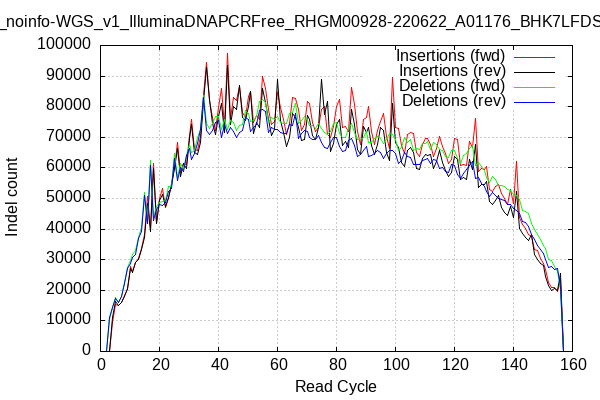 _noinfo-WGS_v1_IlluminaDNAPCRFree_RHGM00928-220622_A01176_BHK7LFDS
Insertions (fwd)
Insertions (rev)
Deletions (fwd)
Deletions (rev)
100000
90000
80000
70000
60000
50000
40000
30000
20000
10000
0
Indel count
0 20 40 60 80 100 120 140 160
Read Cycle